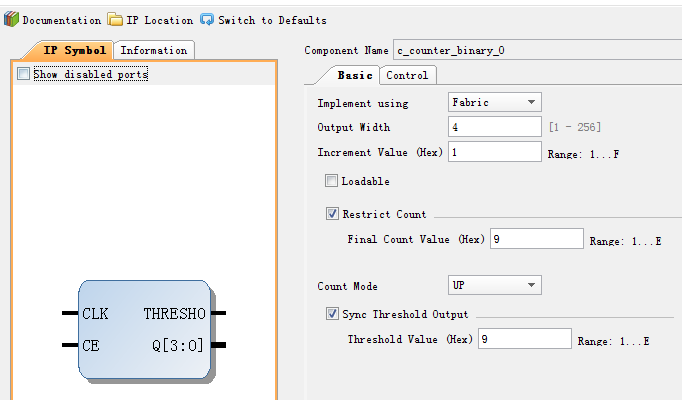 Documentation IP Location Switch to Defaults
IP Symbol Information
Show disabled ports
CLK THRESHO
CE Q[3:0]
Component Name c_counter_binary_0
Basic Control
Implement using Fabric
Output Width 4 [1 - 256]
Increment Value (Hex) 1 Range: 1...F
Loadable
Restrict Count
Final Count Value (Hex) 9 Range: 1...E
Count Mode UP
Sync Threshold Output
Threshold Value (Hex) 9 Range: 1...E